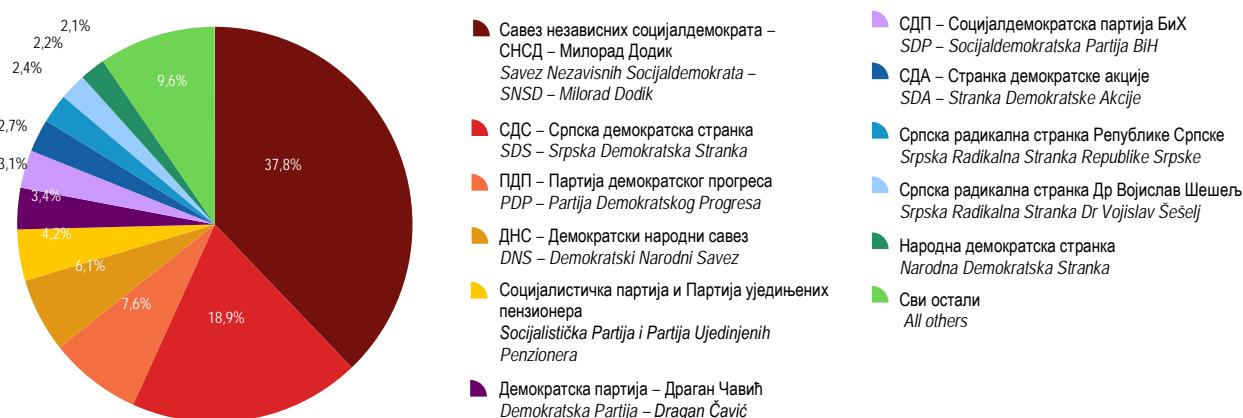 2,1%
2,2%
2,4%
2,7%
3,1%
3,4%
4,2%
6,1%
7,6%
18,9%
37,8%
9,6%
Савез независних социјалдемократа –
СНСД – Милорад Додик
Savez Nezavisnih Socijaldemokrata –
SNSD – Milorad Dodik
СДС – Српска демократска странка
SDS – Srpska Demokratska Stranka
ПДП – Партија демократског прогреса
PDP – Partija Demokratskog Progresa
ДНС – Демократски народни савез
DNS – Demokratski Narodni Savez
Социјалистичка партија и Партија уједињених
пензионера
Socijalistička Partija i Partija Ujedinjenih
Penzionera
Демократска партија – Драган Чавић
Demokratska Partija – Dragan Čavić
СДП – Социјалдемократска партија БиХ
SDP – Socijaldemokratska Partija BiH
СДА – Странка демократске акције
SDA – Stranka Demokratske Akcije
Српска радикална странка Републике Српске
Srpska Radikalna Stranka Republike Srpske
Српска радикална странка Др Војислав Шешељ
Srpska Radikalna Stranka Dr Vojislav Šešelj
Народна демократска странка
Narodna Demokratska Stranka
Сви остали
All others